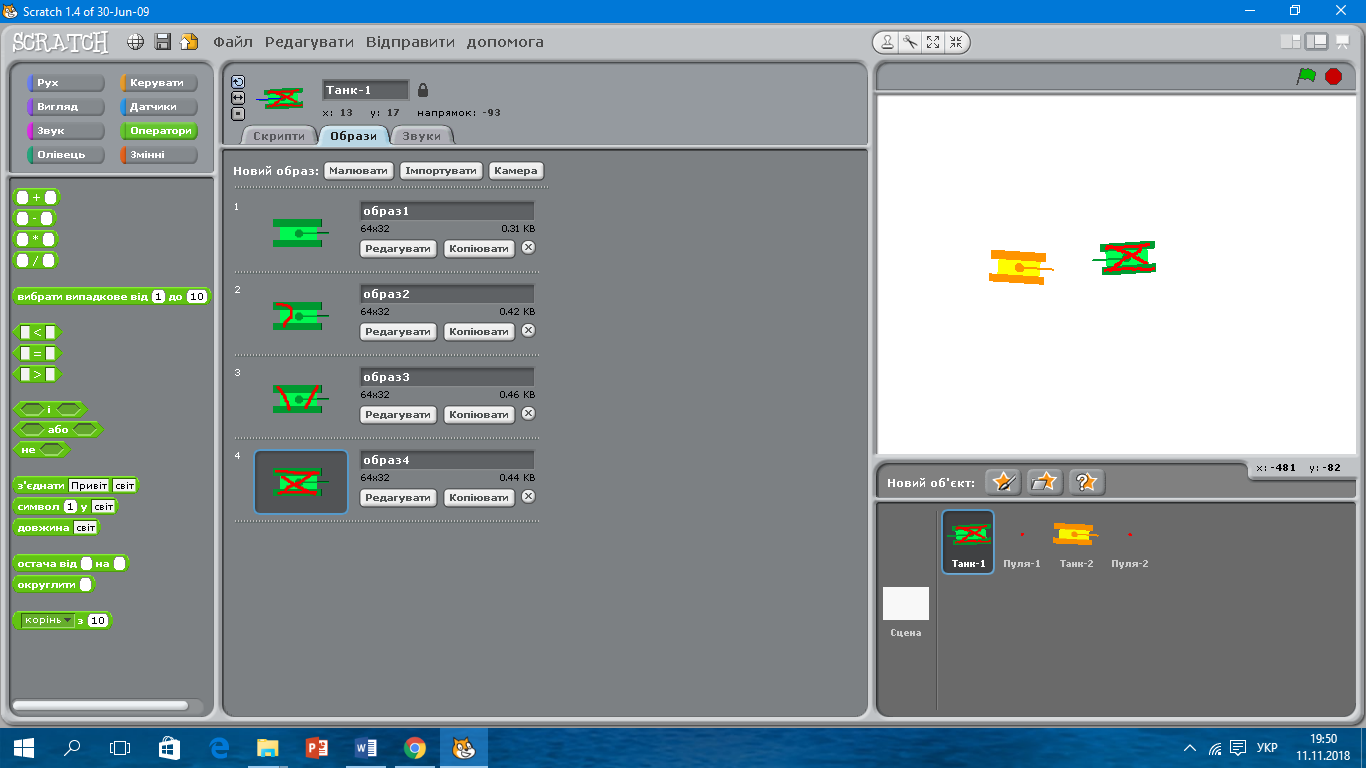 Scratch 1.4 of 30-Jun-09
SCRATCH Файл Редагувати Відправити допомога
Рух Керувати
Вигляд Датчики
Звук Оператори
Олівець Змінні
+
-
*
/
вибрати випадкове від 1 до 10
<
=
>
і
або
не
з'єднати Привіт світ
символ 1 у світ
довжина світ
остача від на
округлити
корінь з 10
Танк-1
x: 13 y: 17 напрямок: -93
Скрипти Образи Звуки
Новий образ: Малювати Імпортувати Камера
1 образ1
64x32 0.31 KB
Редагувати Копіювати
2 образ2
64x32 0.42 KB
Редагувати Копіювати
3 образ3
64x32 0.46 KB
Редагувати Копіювати
4 образ4
64x32 0.44 KB
Редагувати Копіювати
x: -481 y: -82
Новий об'єкт:
Танк-1 Пуля-1 Танк-2 Пуля-2
Сцена
УКР
19:50
11.11.2018